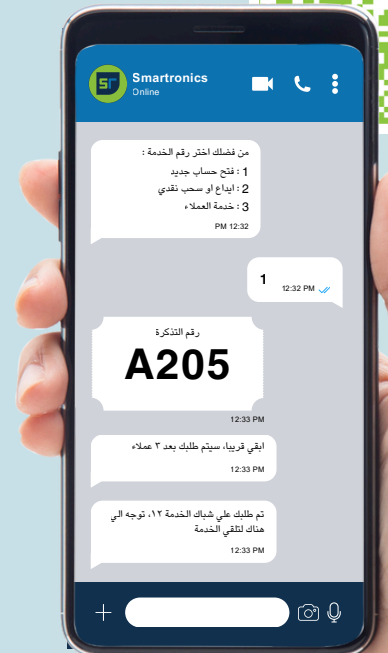 Smartronics
Online
من فضلك اختر رقم الخدمة :
1 : فتح حساب جديد
2 : ايداع او سحب نقدي
3 : خدمة العملاء
12:32 PM
1
12:32 PM
رقم التذكرة
A205
12:33 PM
ابقي قريبا، سيتم طلبك بعد ٣ عملاء
12:33 PM
تم طلبك علي شباك الخدمة ١٢، توجه الي
هناك لتلقي الخدمة
12:33 PM